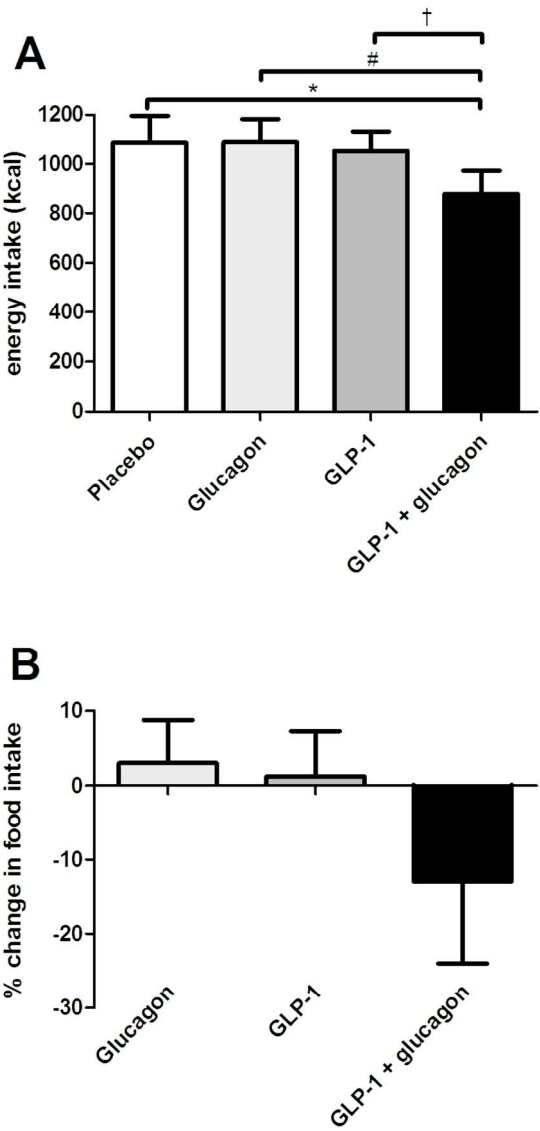 †
A
#
*
energy intake (kcal)
1200
1000
800
600
400
200
0
Placebo
Glucagon
GLP-1
GLP-1 + glucagon
B
% change in food intake
10
0
-10
-20
-30
Glucagon
GLP-1
GLP-1 + glucagon